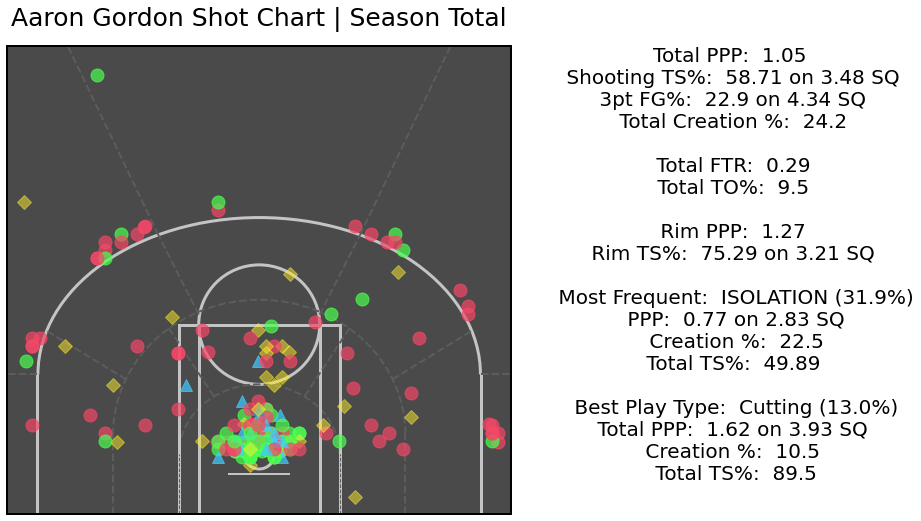 Aaron Gordon Shot Chart | Season Total
Total PPP: 1.05
Shooting TS%: 58.71 on 3.48 SQ
3pt FG%: 22.9 on 4.34 SQ
Total Creation %: 24.2
Total FTR: 0.29
Total TO%: 9.5
Rim PPP: 1.27
Rim TS%: 75.29 on 3.21 SQ
Most Frequent: ISOLATION (31.9%)
PPP: 0.77 on 2.83 SQ
Creation %: 22.5
Total TS%: 49.89
Best Play Type: Cutting (13.0%)
Total PPP: 1.62 on 3.93 SQ
Creation %: 10.5
Total TS%: 89.5